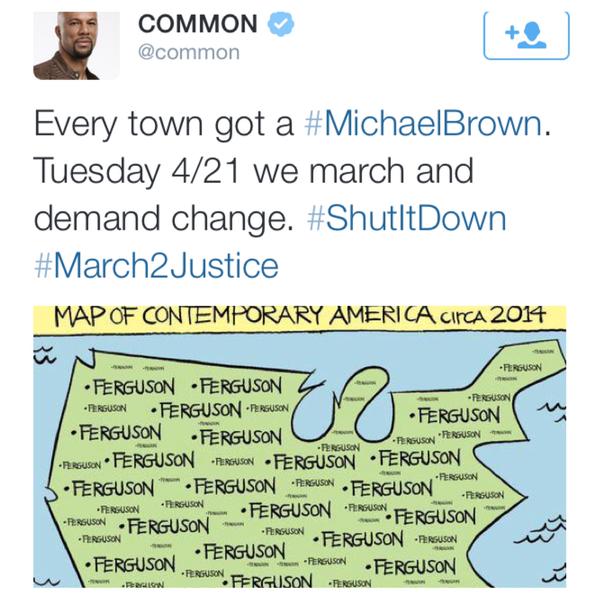 COMMON
@common
Every town got a #MichaelBrown.
Tuesday 4/21 we march and
demand change. #ShutItDown
#March2Justice
MAP OF CONTEMPORARY AMERICA CIRCA 2014
•FERGUSON
•FERGUSON •FERGUSON
•FERGUSON
•FERGUSON •FERGUSON •FERGUSON
•FERGUSON
•FERGUSON •FERGUSON
•FERGUSON •FERGUSON
•FERGUSON
•FERGUSON •FERGUSON •FERGUSON •FERGUSON •FERGUSON
•FERGUSON
•FERGUSON •FERGUSON •FERGUSON •FERGUSON
•FERGUSON
•FERGUSON •FERGUSON •FERGUSON
•FERGUSON •FERGUSON •FERGUSON
•FERGUSON
•FERGUSON •FERGUSON
•FERGUSON
•FERGUSON •FERGUSON •FERGUSON
•FERGUSON •FERGUSON •FERGUSON
•FERGUSON